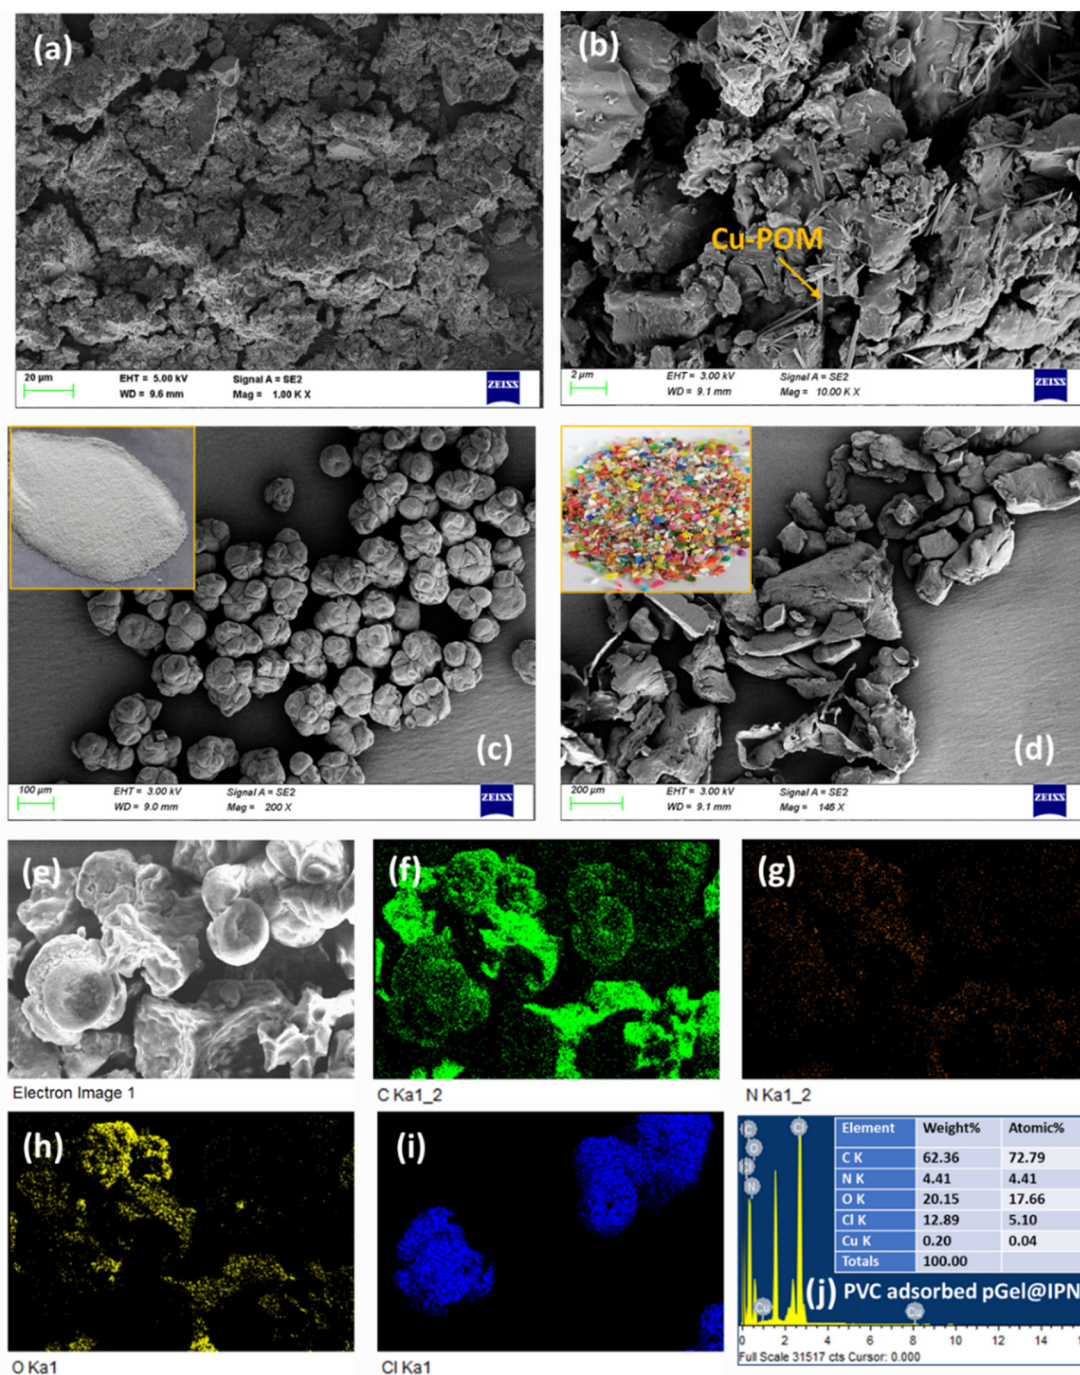 (a)
20 µm
EHT = 5.00 kV
Signal A = SE2
WD = 9.6 mm
Mag = 1.00 K X
ZEISS
(b)
Cu-POM
2 µm
EHT = 3.00 kV
Signal A = SE2
WD = 9.1 mm
Mag = 10.00 K X
ZEISS
(c)
100 µm
EHT = 3.00 kV
Signal A = SE2
WD = 9.0 mm
Mag = 200 X
ZEISS
(d)
200 µm
EHT = 3.00 kV
Signal A = SE2
WD = 9.1 mm
Mag = 146 X
ZEISS
(e)
Electron Image 1
(f)
C Ka1_2
(g)
N Ka1_2
(h)
O Ka1
(i)
Cl Ka1
C
O
N
Cl
Element Weight% Atomic%
C K 62.36 72.79
N K 4.41 4.41
O K 20.15 17.66
Cl K 12.89 5.10
Cu K 0.20 0.04
Totals 100.00
(j) PVC adsorbed pGel@IPN
Cu
Cu
0 2 4 6 8 10 12 14
Full Scale 31517 cts Cursor: 0.000